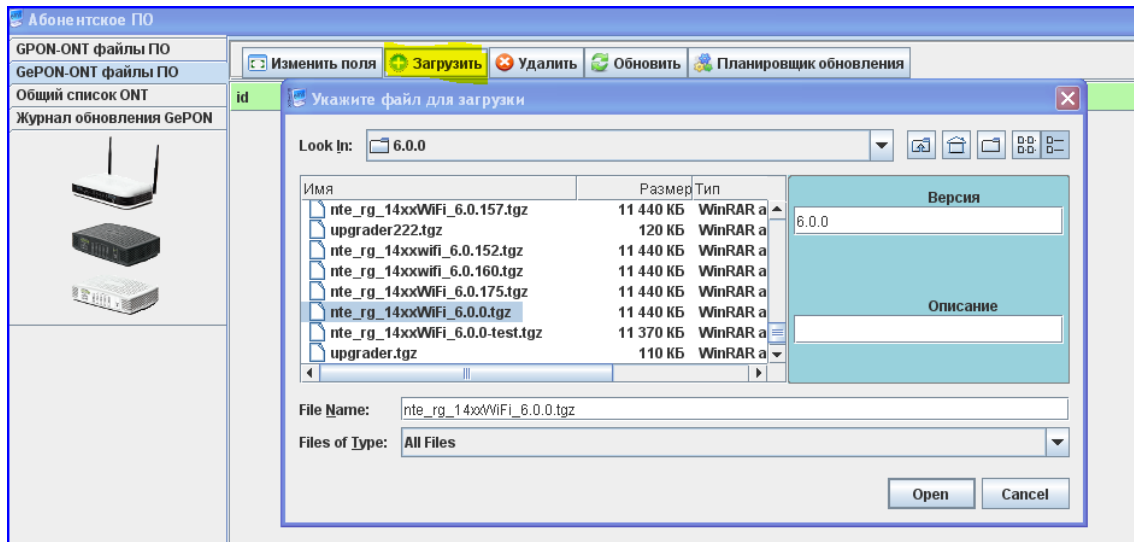 Абонентское ПО
GPON-ONT файлы ПО
GePON-ONT файлы ПО
Общий список ONT
Журнал обновления GePON
Изменить поля Загрузить Удалить Обновить Планировщик обновления
id
Укажите файл для загрузки
Look In: 6.0.0
Имя Размер Тип
nte_rg_14xxWiFi_6.0.157.tgz 11 440 КБ WinRAR a
upgrader222.tgz 120 КБ WinRAR a
nte_rg_14xxwifi_6.0.152.tgz 11 440 КБ WinRAR a
nte_rg_14xxwifi_6.0.160.tgz 11 440 КБ WinRAR a
nte_rg_14xxWiFi_6.0.175.tgz 11 440 КБ WinRAR a
nte_rg_14xxWiFi_6.0.0.tgz 11 440 КБ WinRAR a
nte_rg_14xxWiFi_6.0.0-test.tgz 11 370 КБ WinRAR a
upgrader.tgz 110 КБ WinRAR a
Версия
6.0.0
Описание
File Name: nte_rg_14xxWiFi_6.0.0.tgz
Files of Type: All Files
Open Cancel